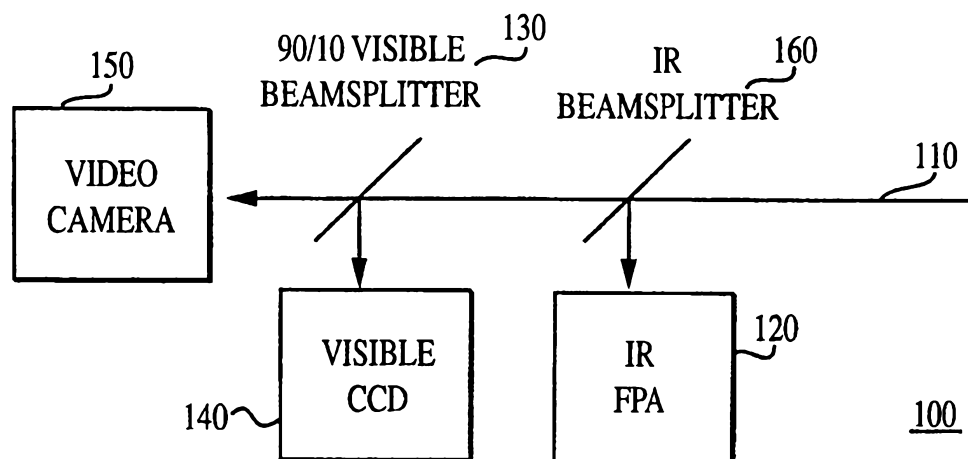 90/10 VISIBLE
BEAMSPLITTER
130
IR
BEAMSPLITTER
160
150
VIDEO
CAMERA
110
VISIBLE
CCD
140
IR
FPA
120
100